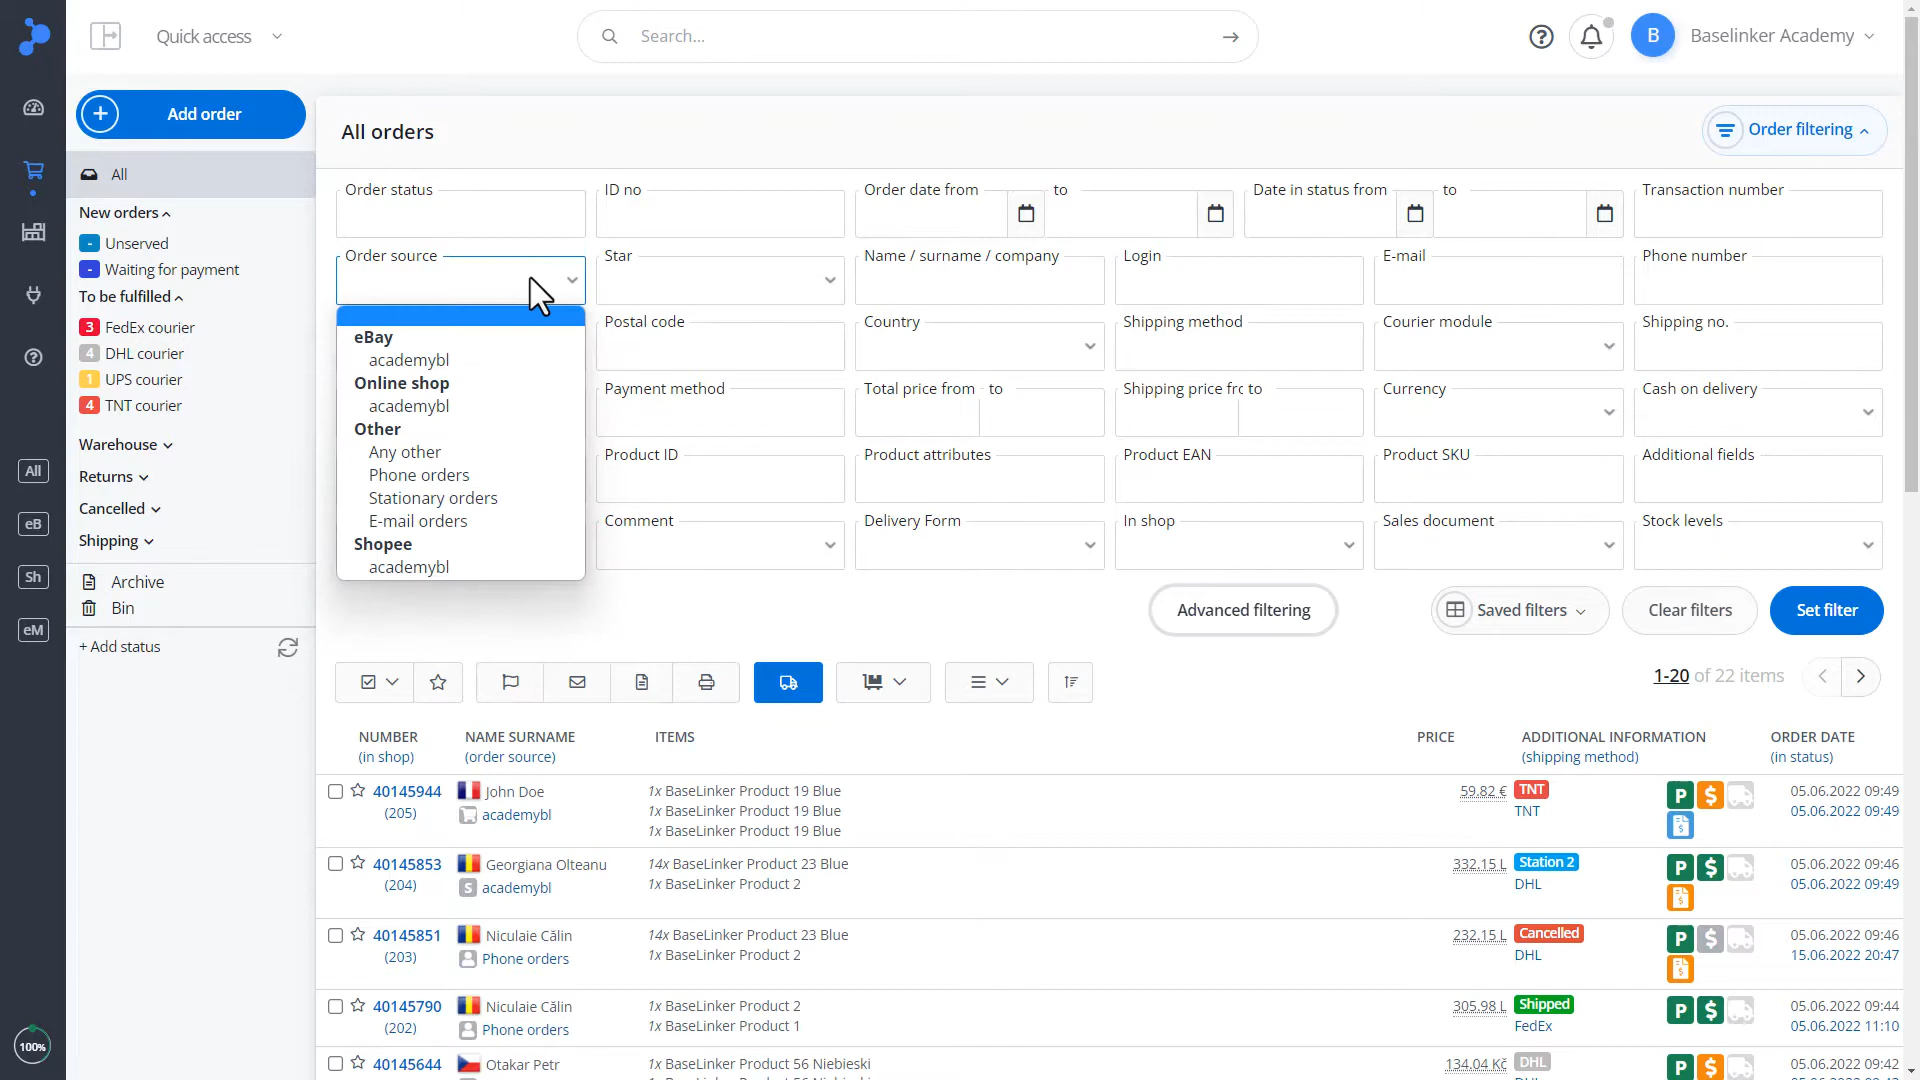 Quick access
Search...
B
Baselinker Academy
Add order
All
New orders
- Unserved
- Waiting for payment
To be fulfilled
3 FedEx courier
4 DHL courier
1 UPS courier
4 TNT courier
Warehouse
Returns
Cancelled
Shipping
Archive
Bin
+ Add status
All
eB
Sh
eM
100%
All orders
Order filtering
Order status
ID no
Order date from
to
Date in status from
to
Transaction number
Order source
Star
Name / surname / company
Login
E-mail
Phone number
eBay
academybl
Online shop
academybl
Other
Any other
Phone orders
Stationary orders
E-mail orders
Shopee
academybl
Postal code
Country
Shipping method
Courier module
Shipping no.
Payment method
Total price from
to
Shipping price frc to
Currency
Cash on delivery
Product ID
Product attributes
Product EAN
Product SKU
Additional fields
Comment
Delivery Form
In shop
Sales document
Stock levels
Advanced filtering
Saved filters
Clear filters
Set filter
1-20 of 22 items
NUMBER NAME SURNAME ITEMS PRICE ADDITIONAL INFORMATION ORDER DATE
(in shop) (order source) (shipping method) (in status)
40145944 John Doe 1x BaseLinker Product 19 Blue 59.82 € TNT P $ 05.06.2022 09:49
(205) academybl 1x BaseLinker Product 19 Blue TNT 05.06.2022 09:49
1x BaseLinker Product 19 Blue
40145853 Georgiana Olteanu 14x BaseLinker Product 23 Blue 332.15 L Station 2 P $ 05.06.2022 09:46
(204) S academybl 1x BaseLinker Product 2 DHL 05.06.2022 09:49
40145851 Niculaie Călin 14x BaseLinker Product 23 Blue 232.15 L Cancelled P $ 05.06.2022 09:46
(203) Phone orders 1x BaseLinker Product 2 DHL 15.06.2022 20:47
40145790 Niculaie Călin 1x BaseLinker Product 2 305.98 L Shipped P $ 05.06.2022 09:44
(202) Phone orders 1x BaseLinker Product 1 FedEx 05.06.2022 11:10
40145644 Otakar Petr 1x BaseLinker Product 56 Niebieski 134.04 Kč DHL P $ 05.06.2022 09:42